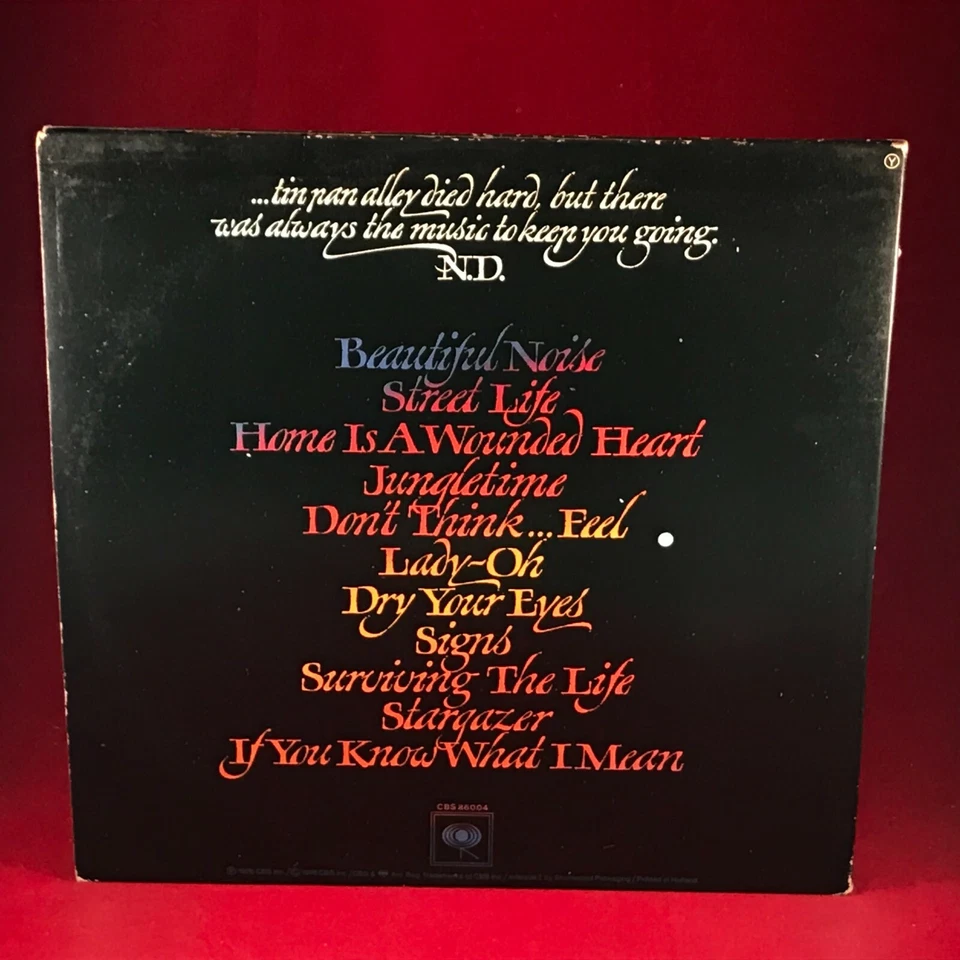 ...tin pan alley died hard, but there
was always the music to keep you going.
N.D.
Y
Beautiful Noise
Street Life
Home Is A Wounded Heart
Jungletime
Don't Think... Feel
Lady-Oh
Dry Your Eyes
Signs
Surviving The Life
Stargazer
If You Know What I Mean
CBS 86004